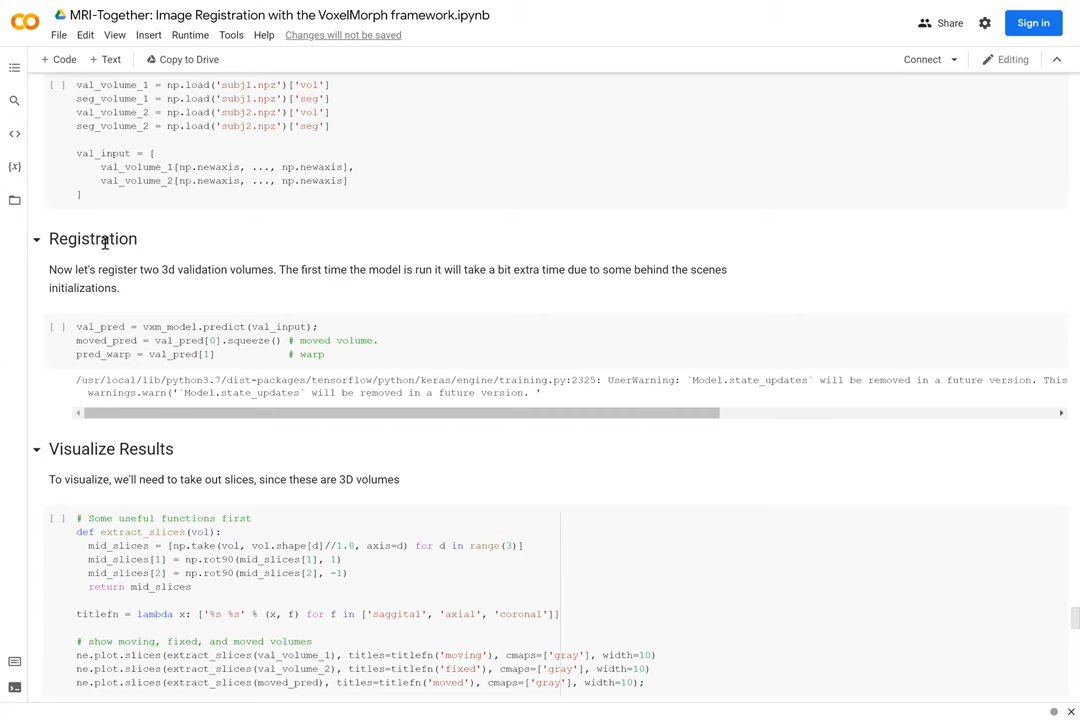 MRI-Together: Image Registration with the VoxelMorph framework.ipynb
File Edit View Insert Runtime Tools Help Changes will not be saved
Share
Sign in
+ Code + Text Copy to Drive
Connect
Editing
[ ] val_volume_1 = np.load('subj1.npz')['vol']
seg_volume_1 = np.load('subj1.npz')['seg']
val_volume_2 = np.load('subj2.npz')['vol']
seg_volume_2 = np.load('subj2.npz')['seg']
val_input = [
val_volume_1[np.newaxis, ..., np.newaxis],
val_volume_2[np.newaxis, ..., np.newaxis]
]
{x}
Registration
Now let's register two 3d validation volumes. The first time the model is run it will take a bit extra time due to some behind the scenes
initializations.
[ ] val_pred = vxm_model.predict(val_input);
moved_pred = val_pred[0].squeeze() # moved volume.
pred_warp = val_pred[1] # warp
/usr/local/lib/python3.7/dist-packages/tensorflow/python/keras/engine/training.py:2325: UserWarning: `Model.state_updates` will be removed in a future version. This
warnings.warn('`Model.state_updates` will be removed in a future version. '
Visualize Results
To visualize, we'll need to take out slices, since these are 3D volumes
[ ] # Some useful functions first
def extract_slices(vol):
mid_slices = [np.take(vol, vol.shape[d]//1.8, axis=d) for d in range(3)]
mid_slices[1] = np.rot90(mid_slices[1], 1)
mid_slices[2] = np.rot90(mid_slices[2], -1)
return mid_slices
titlefn = lambda x: ['%s %s' % (x, f) for f in ['saggital', 'axial', 'coronal']]
# show moving, fixed, and moved volumes
ne.plot.slices(extract_slices(val_volume_1), titles=titlefn('moving'), cmaps=['gray'], width=10)
ne.plot.slices(extract_slices(val_volume_2), titles=titlefn('fixed'), cmaps=['gray'], width=10)
ne.plot.slices(extract_slices(moved_pred), titles=titlefn('moved'), cmaps=['gray'], width=10);